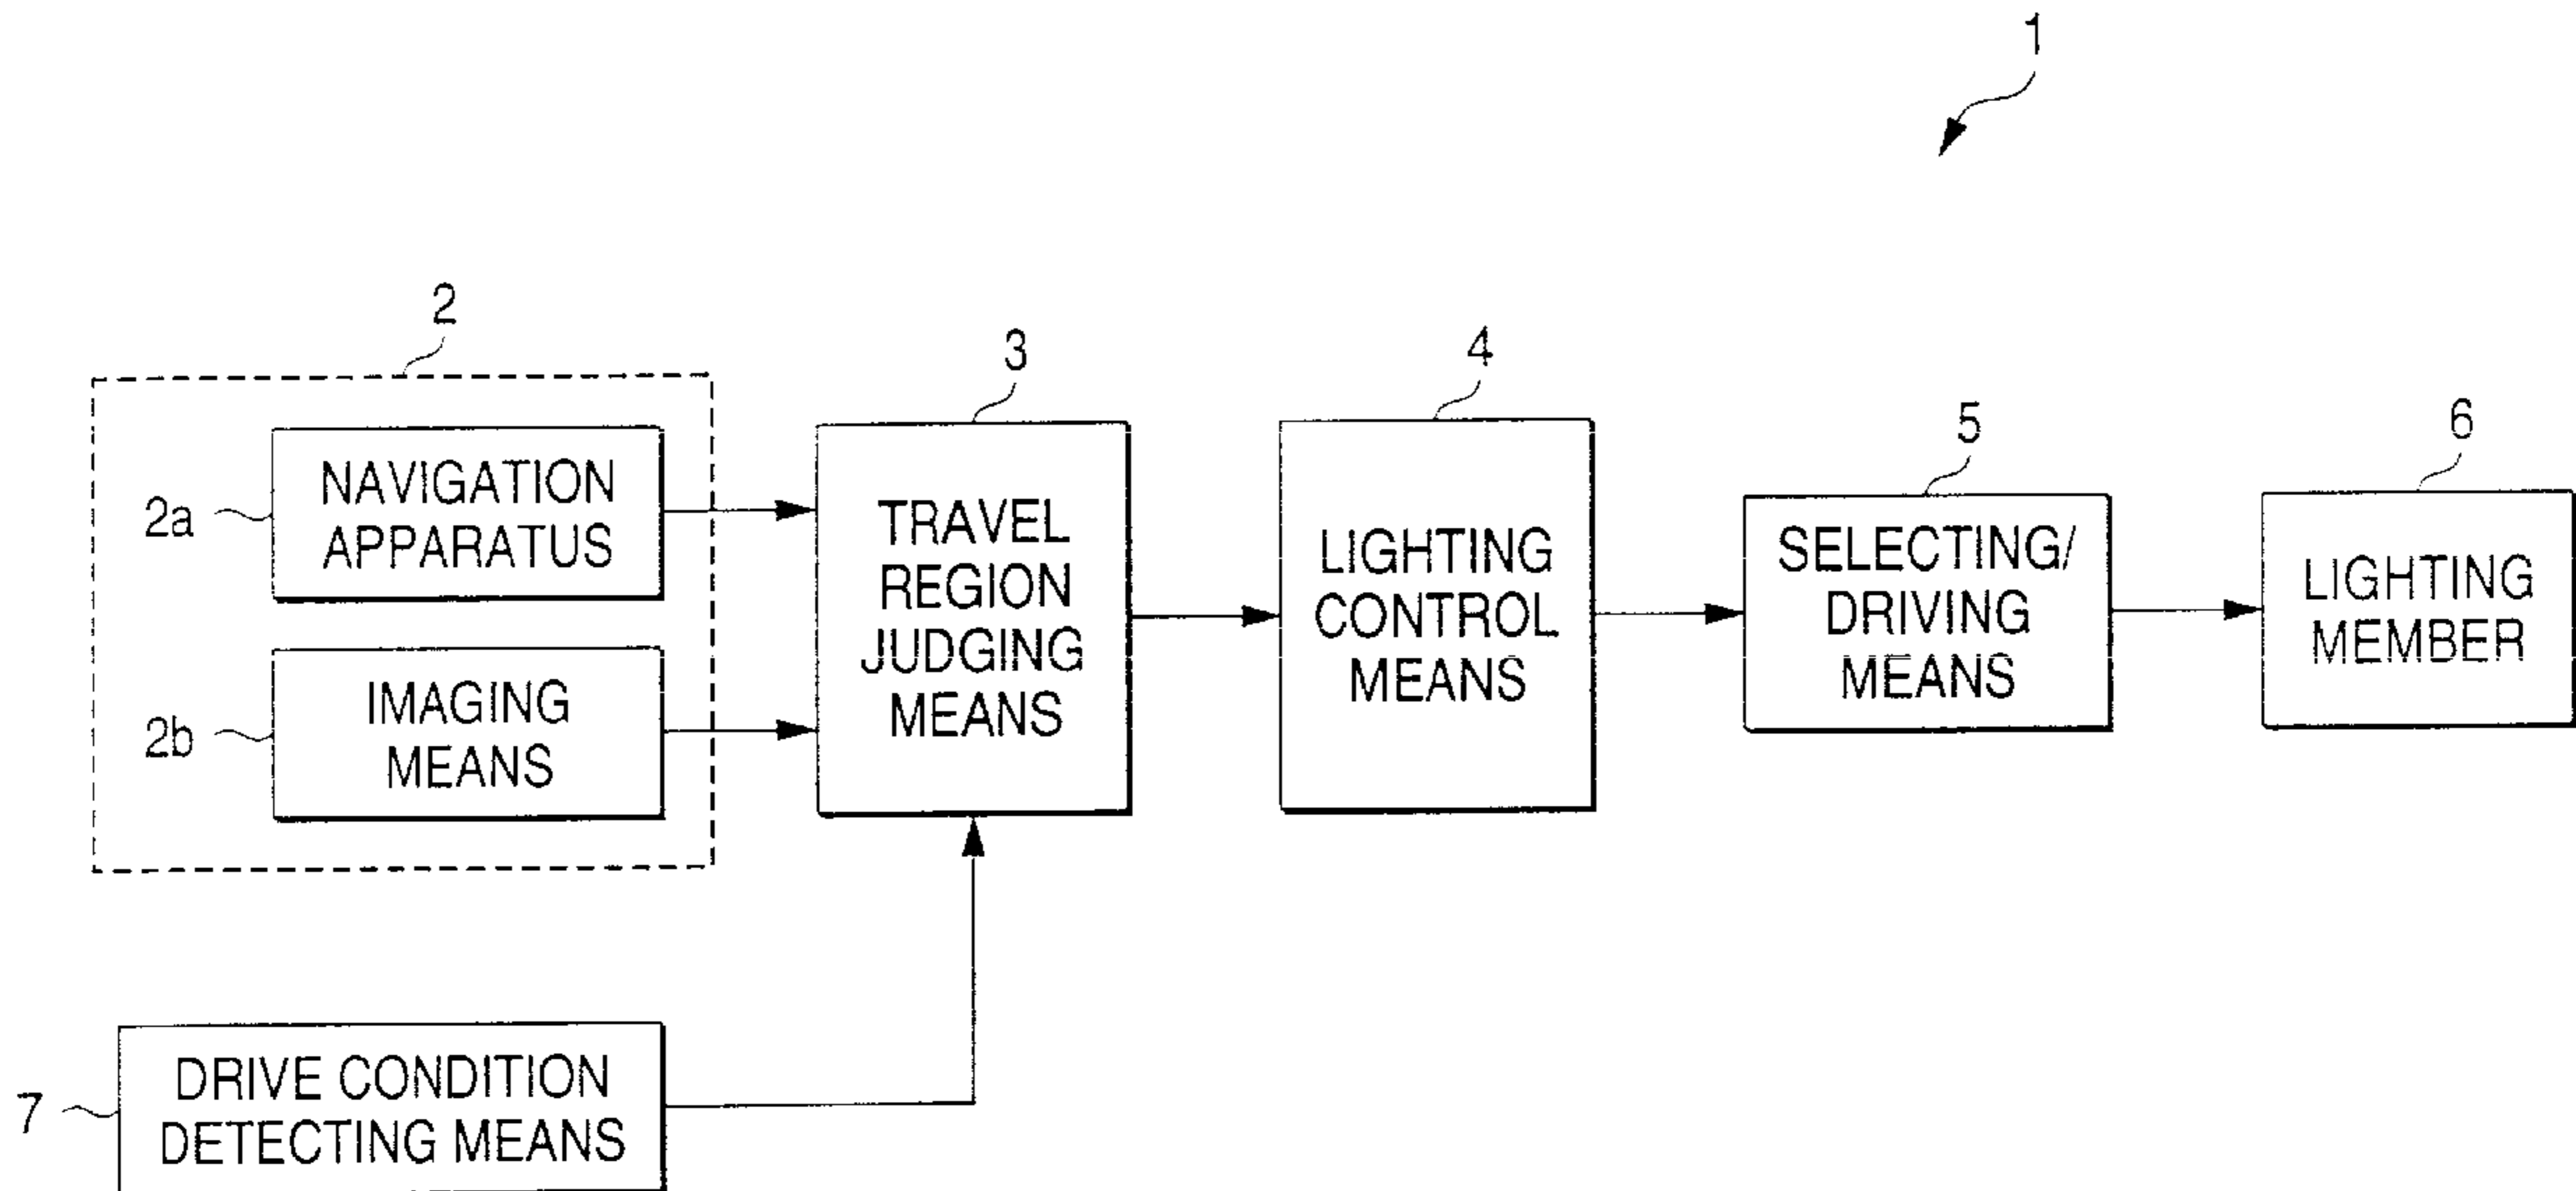 1
2
2a
NAVIGATION
APPARATUS
2b
IMAGING
MEANS
3
TRAVEL
REGION
JUDGING
MEANS
4
LIGHTING
CONTROL
MEANS
5
SELECTING/
DRIVING
MEANS
6
LIGHTING
MEMBER
7
DRIVE CONDITION
DETECTING MEANS